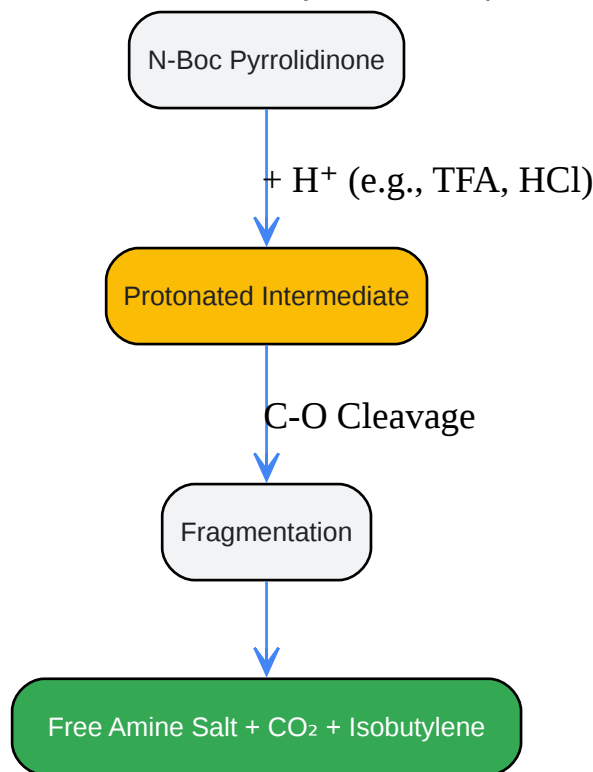 N-Boc Pyrrolidinone
+ H⁺ (e.g., TFA, HCl)
Protonated Intermediate
C-O Cleavage
Fragmentation
Free Amine Salt + CO₂ + Isobutylene